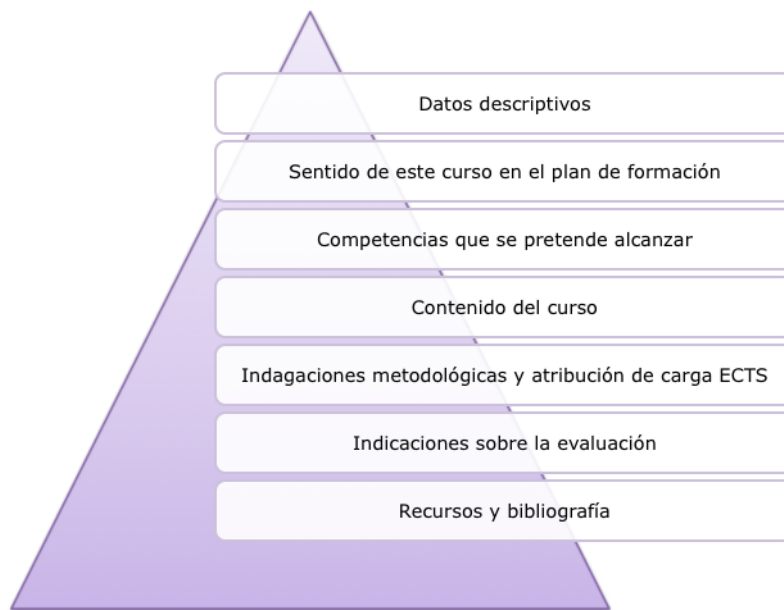 Datos descriptivos
Sentido de este curso en el plan de formación
Competencias que se pretende alcanzar
Contenido del curso
Indagaciones metodológicas y atribución de carga ECTS
Indicaciones sobre la evaluación
Recursos y bibliografía